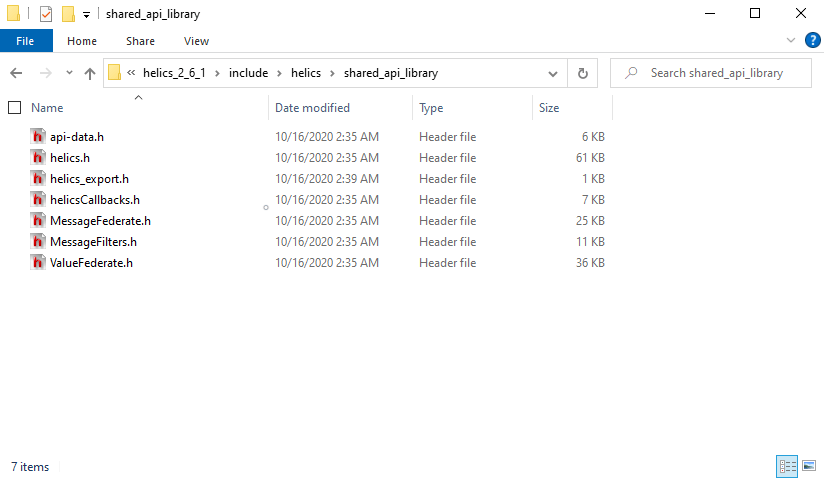 shared_api_library
File Home Share View
« helics_2_6_1 > include > helics > shared_api_library
Search shared_api_library
Name Date modified Type Size
api-data.h 10/16/2020 2:35 AM Header file 6 KB
helics.h 10/16/2020 2:35 AM Header file 61 KB
helics_export.h 10/16/2020 2:39 AM Header file 1 KB
helicsCallbacks.h 10/16/2020 2:35 AM Header file 7 KB
MessageFederate.h 10/16/2020 2:35 AM Header file 25 KB
MessageFilters.h 10/16/2020 2:35 AM Header file 11 KB
ValueFederate.h 10/16/2020 2:35 AM Header file 36 KB
7 items